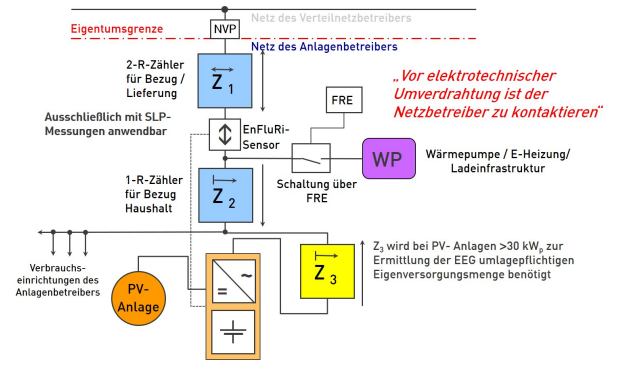 Netz des Verteilnetzbetreibers
Eigentumsgrenze
NVP
Netz des Anlagenbetreibers
2-R-Zähler
für Bezug /
Lieferung
Z 1
„Vor elektrotechnischer
Umverdrahtung ist der
Netzbetreiber zu kontaktieren“
FRE
Ausschließlich mit SLP-
Messungen anwendbar
EnFluRi-
Sensor
WP
Wärmepumpe / E-Heizung/
Ladeinfrastruktur
Schaltung über
FRE
1-R-Zähler
für Bezug
Haushalt
Z 2
Z3 wird bei PV- Anlagen >30 kWp zur
Ermittlung der EEG umlagepflichtigen
Eigenversorgungsmenge benötigt
Z 3
Verbrauchs-
einrichtungen des
Anlagenbetreibers
PV-
Anlage
~
=